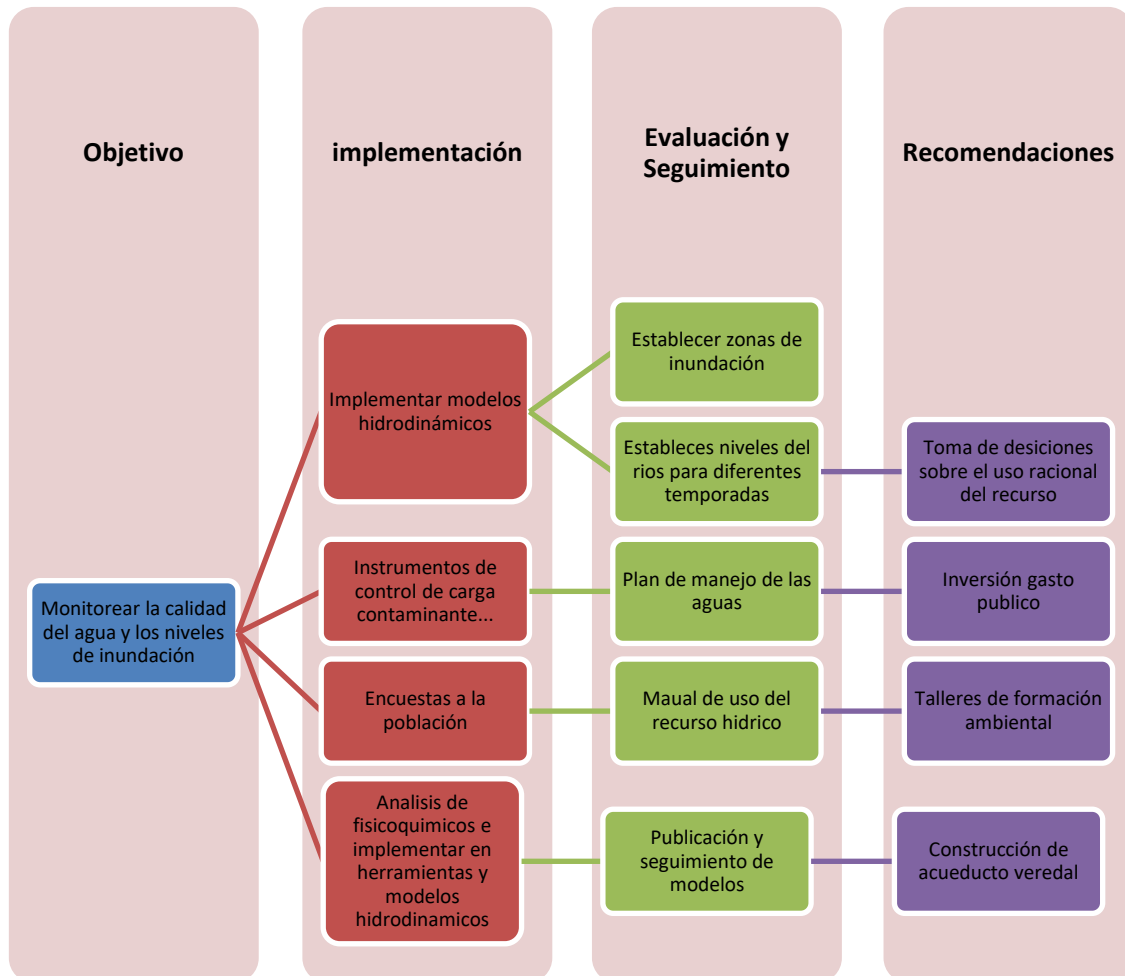 Objetivo
implementación
Evaluación y
Seguimiento
Recomendaciones
Monitorear la calidad
del agua y los niveles
de inundación
Implementar modelos
hidrodinámicos
Establecer zonas de
inundación
Estableces niveles del
rios para diferentes
temporadas
Toma de desiciones
sobre el uso racional
del recurso
Instrumentos de
control de carga
contaminante...
Plan de manejo de las
aguas
Inversión gasto
publico
Encuestas a la
población
Maual de uso del
recurso hidrico
Talleres de formación
ambiental
Analisis de
fisicoquimicos e
implementar en
herramientas y
modelos
hidrodinamicos
Publicación y
seguimiento de
modelos
Construcción de
acueducto veredal